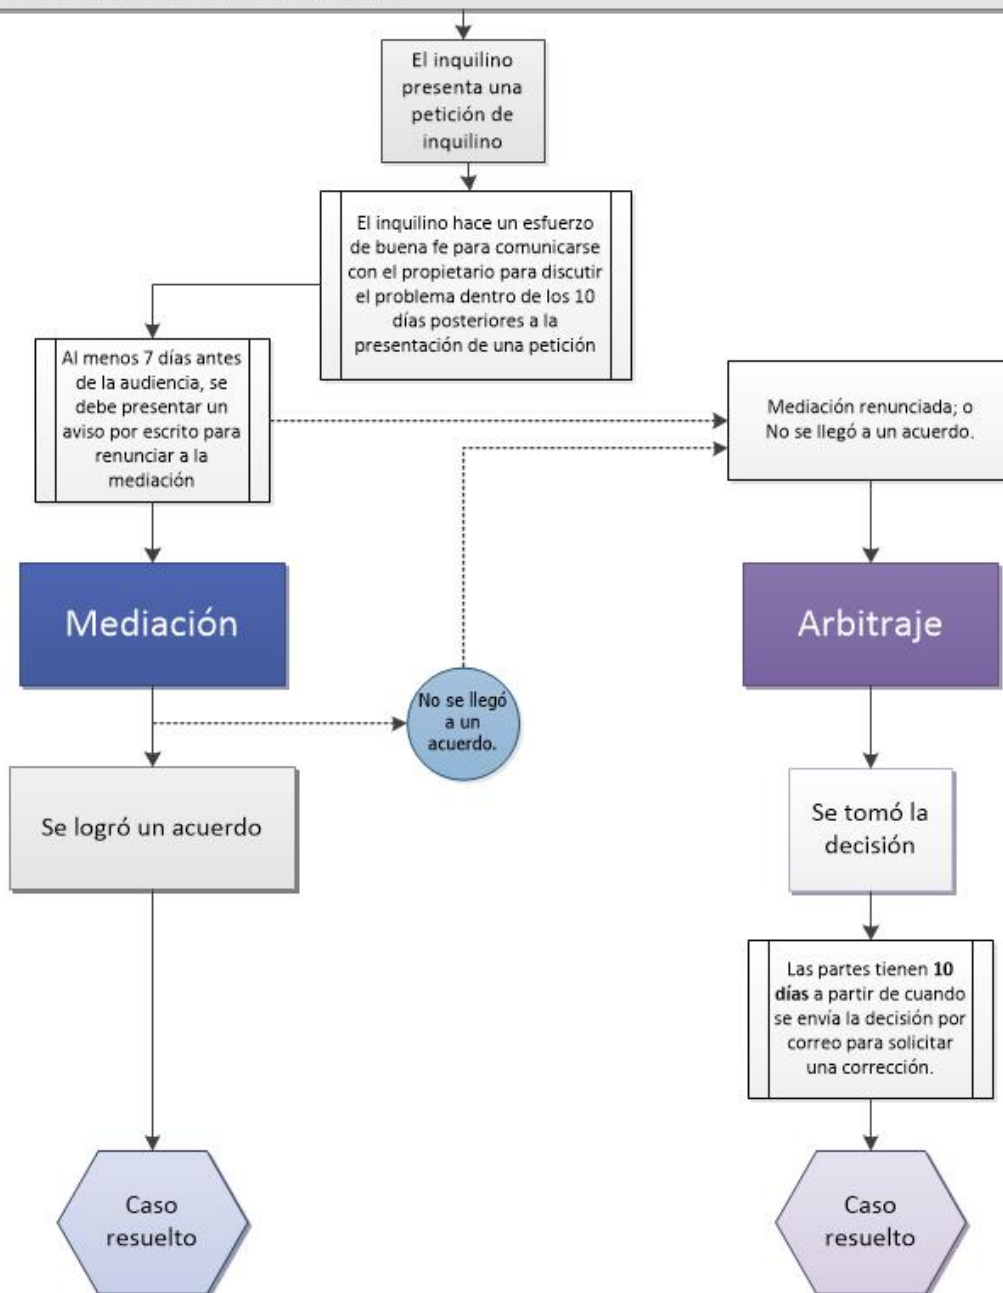 El inquilino
presenta una
petición de
inquilino
El inquilino hace un esfuerzo
de buena fe para comunicarse
con el propietario para discutir
el problema dentro de los 10
días posteriores a la
presentación de una petición
Al menos 7 días antes
de la audiencia, se
debe presentar un
aviso por escrito para
renunciar a la
mediación
Mediación renunciada; o
No se llegó a un acuerdo.
Mediación
Arbitraje
No se llegó
a un
acuerdo.
Se logró un acuerdo
Se tomó la
decisión
Las partes tienen 10
días a partir de cuando
se envía la decisión por
correo para solicitar
una corrección.
Caso
resuelto
Caso
resuelto